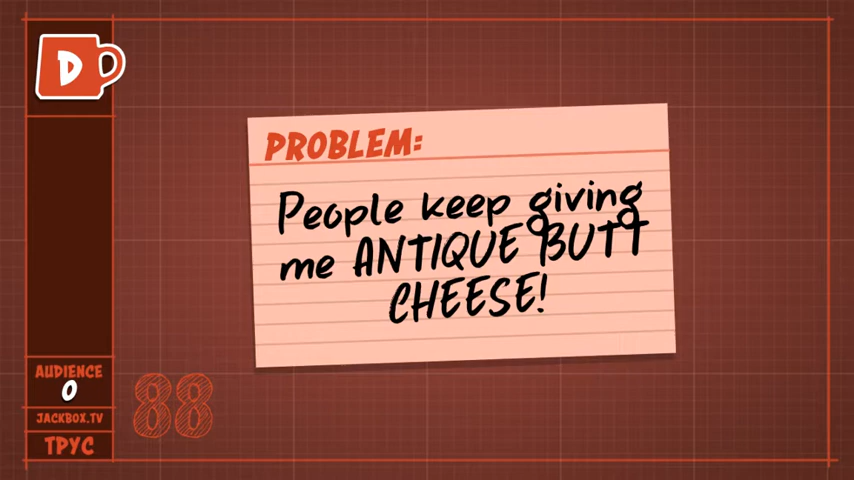 D
PROBLEM:
People keep giving
me ANTIQUE BUTT
CHEESE!
AUDIENCE
0
JACKBOX.TV
TPYC
88